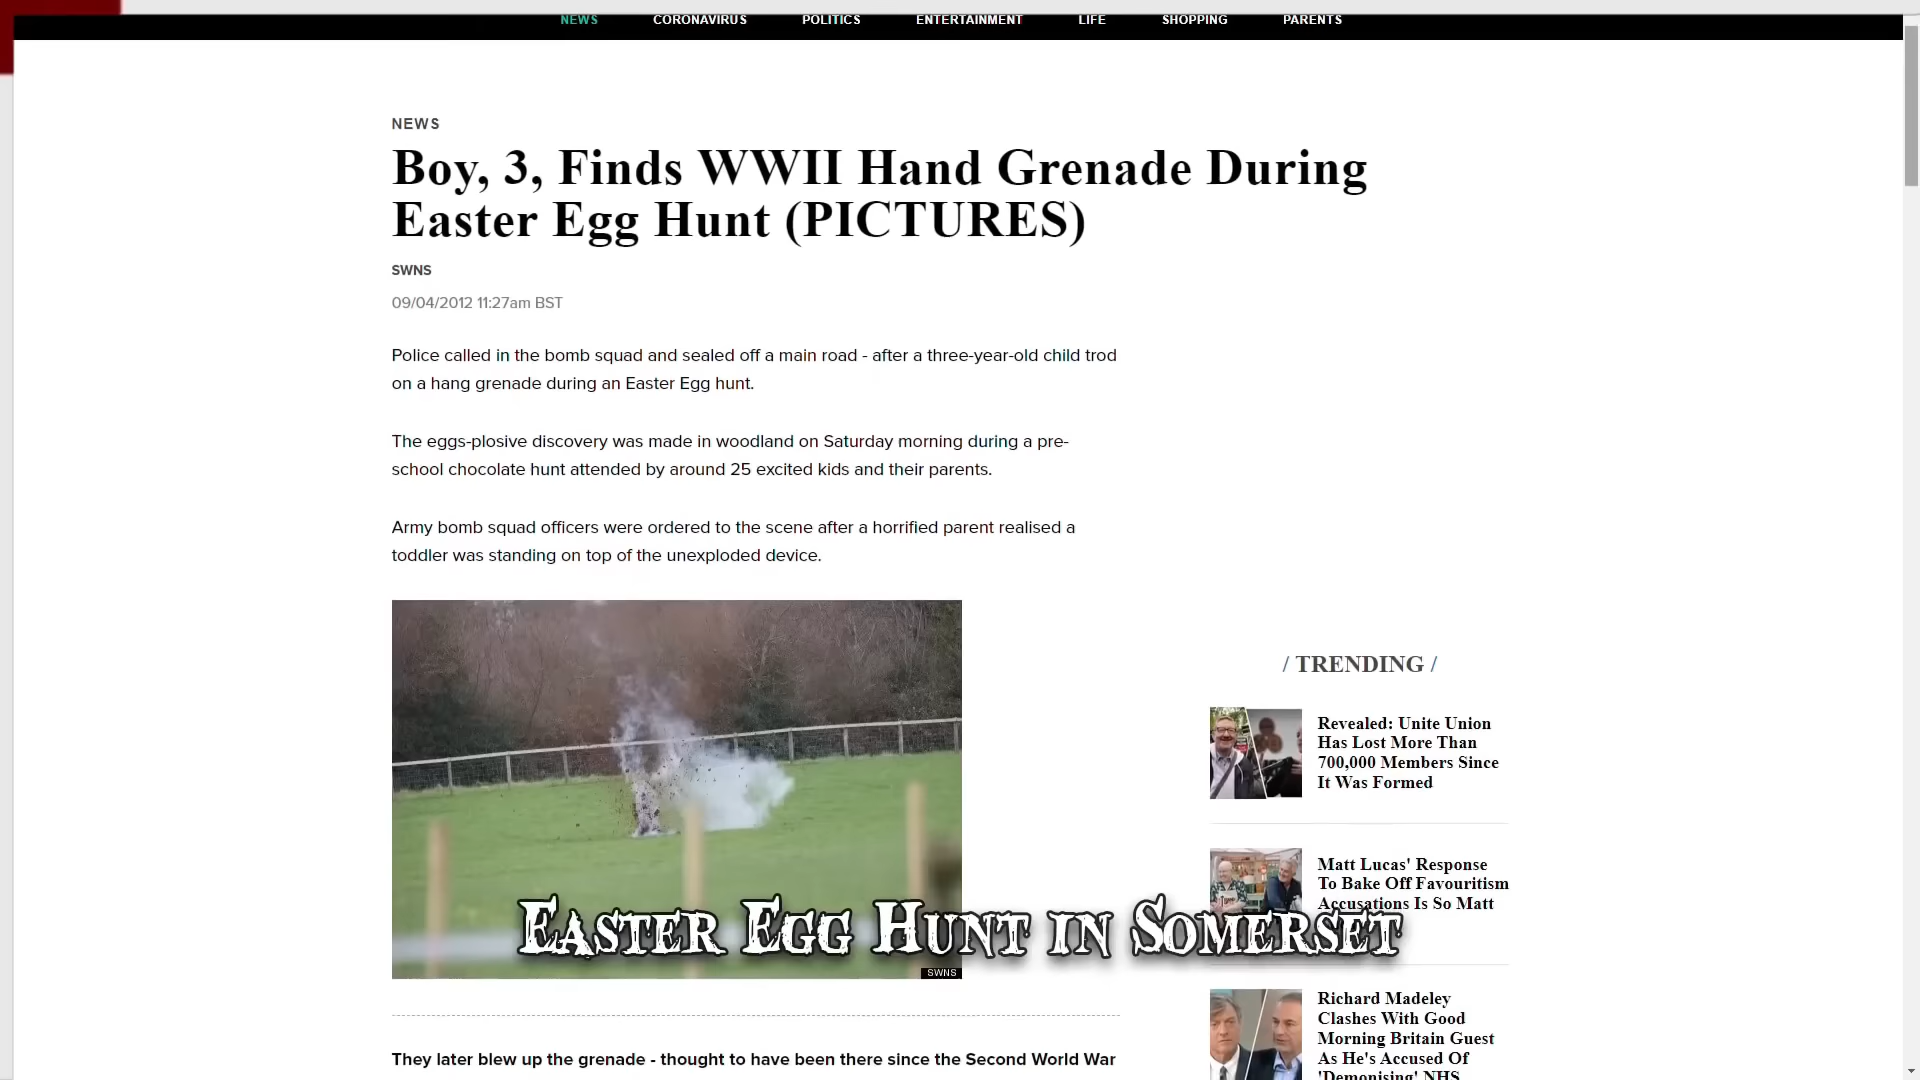 NEWS CORONAVIRUS POLITICS ENTERTAINMENT LIFE SHOPPING PARENTS
NEWS
Boy, 3, Finds WWII Hand Grenade During
Easter Egg Hunt (PICTURES)
SWNS
09/04/2012 11:27am BST
Police called in the bomb squad and sealed off a main road - after a three-year-old child trod
on a hang grenade during an Easter Egg hunt.
The eggs-plosive discovery was made in woodland on Saturday morning during a pre-
school chocolate hunt attended by around 25 excited kids and their parents.
Army bomb squad officers were ordered to the scene after a horrified parent realised a
toddler was standing on top of the unexploded device.
SWNS
They later blew up the grenade - thought to have been there since the Second World War
/ TRENDING /
Revealed: Unite Union
Has Lost More Than
700,000 Members Since
It Was Formed
Matt Lucas' Response
To Bake Off Favouritism
Accusations Is So Matt
Richard Madeley
Clashes With Good
Morning Britain Guest
As He's Accused Of
'Demonising' NHS
Easter Egg Hunt in Somerset